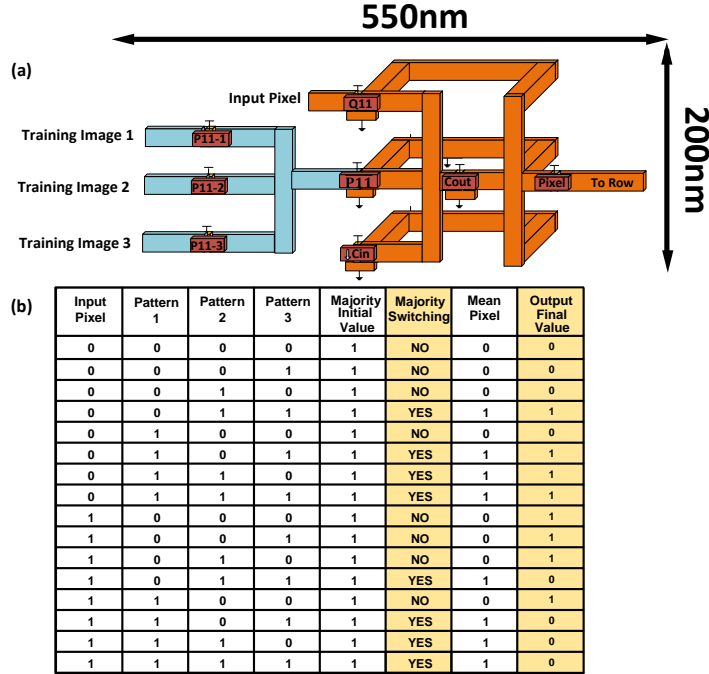 550nm
(a)
200nm
Input Pixel
Q11
Training Image 1
P11-1
Training Image 2
P11-2
P11
Cout
Pixel
To Row
Training Image 3
P11-3
↓Cin
(b)
Input Pixel Pattern 1 Pattern 2 Pattern 3 Majority Initial Value Majority Switching Mean Pixel Output Final Value
0 0 0 0 1 NO 0 0
0 0 0 1 1 NO 0 0
0 0 1 0 1 NO 0 0
0 0 1 1 1 YES 1 1
0 1 0 0 1 NO 0 0
0 1 0 1 1 YES 1 1
0 1 1 0 1 YES 1 1
0 1 1 1 1 YES 1 1
1 0 0 0 1 NO 0 1
1 0 0 1 1 NO 0 1
1 0 1 0 1 NO 0 1
1 0 1 1 1 YES 1 0
1 1 0 0 1 NO 0 1
1 1 0 1 1 YES 1 0
1 1 1 0 1 YES 1 0
1 1 1 1 1 YES 1 0